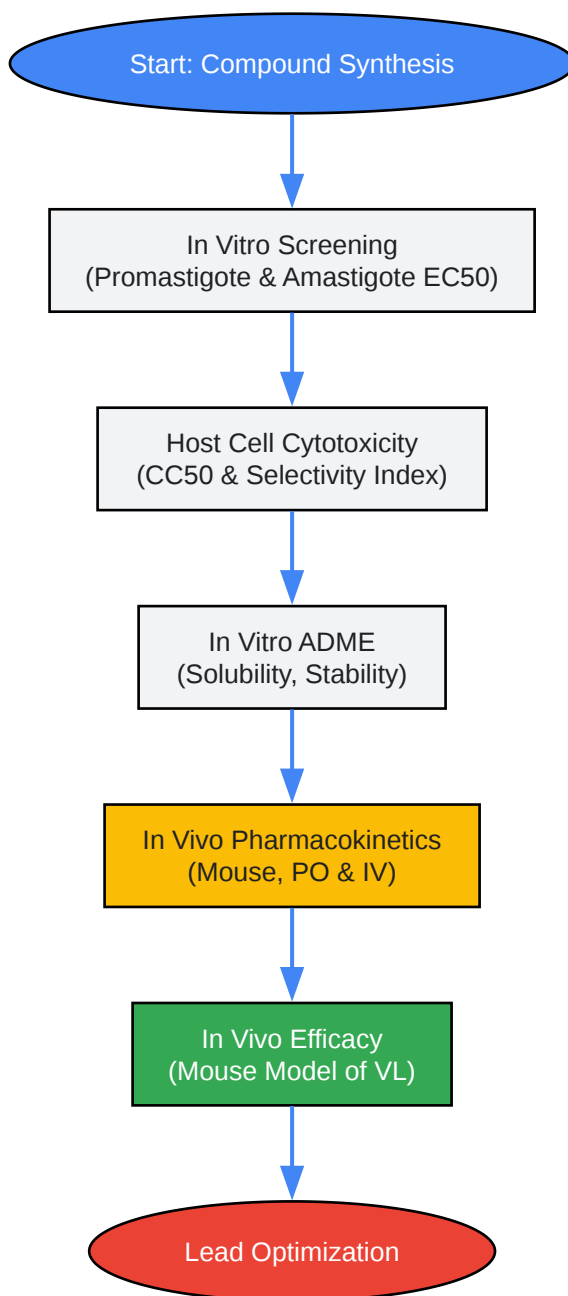 Start: Compound Synthesis
In Vitro Screening
(Promastigote & Amastigote EC50)
Host Cell Cytotoxicity
(CC50 & Selectivity Index)
In Vitro ADME
(Solubility, Stability)
In Vivo Pharmacokinetics
(Mouse, PO & IV)
In Vivo Efficacy
(Mouse Model of VL)
Lead Optimization